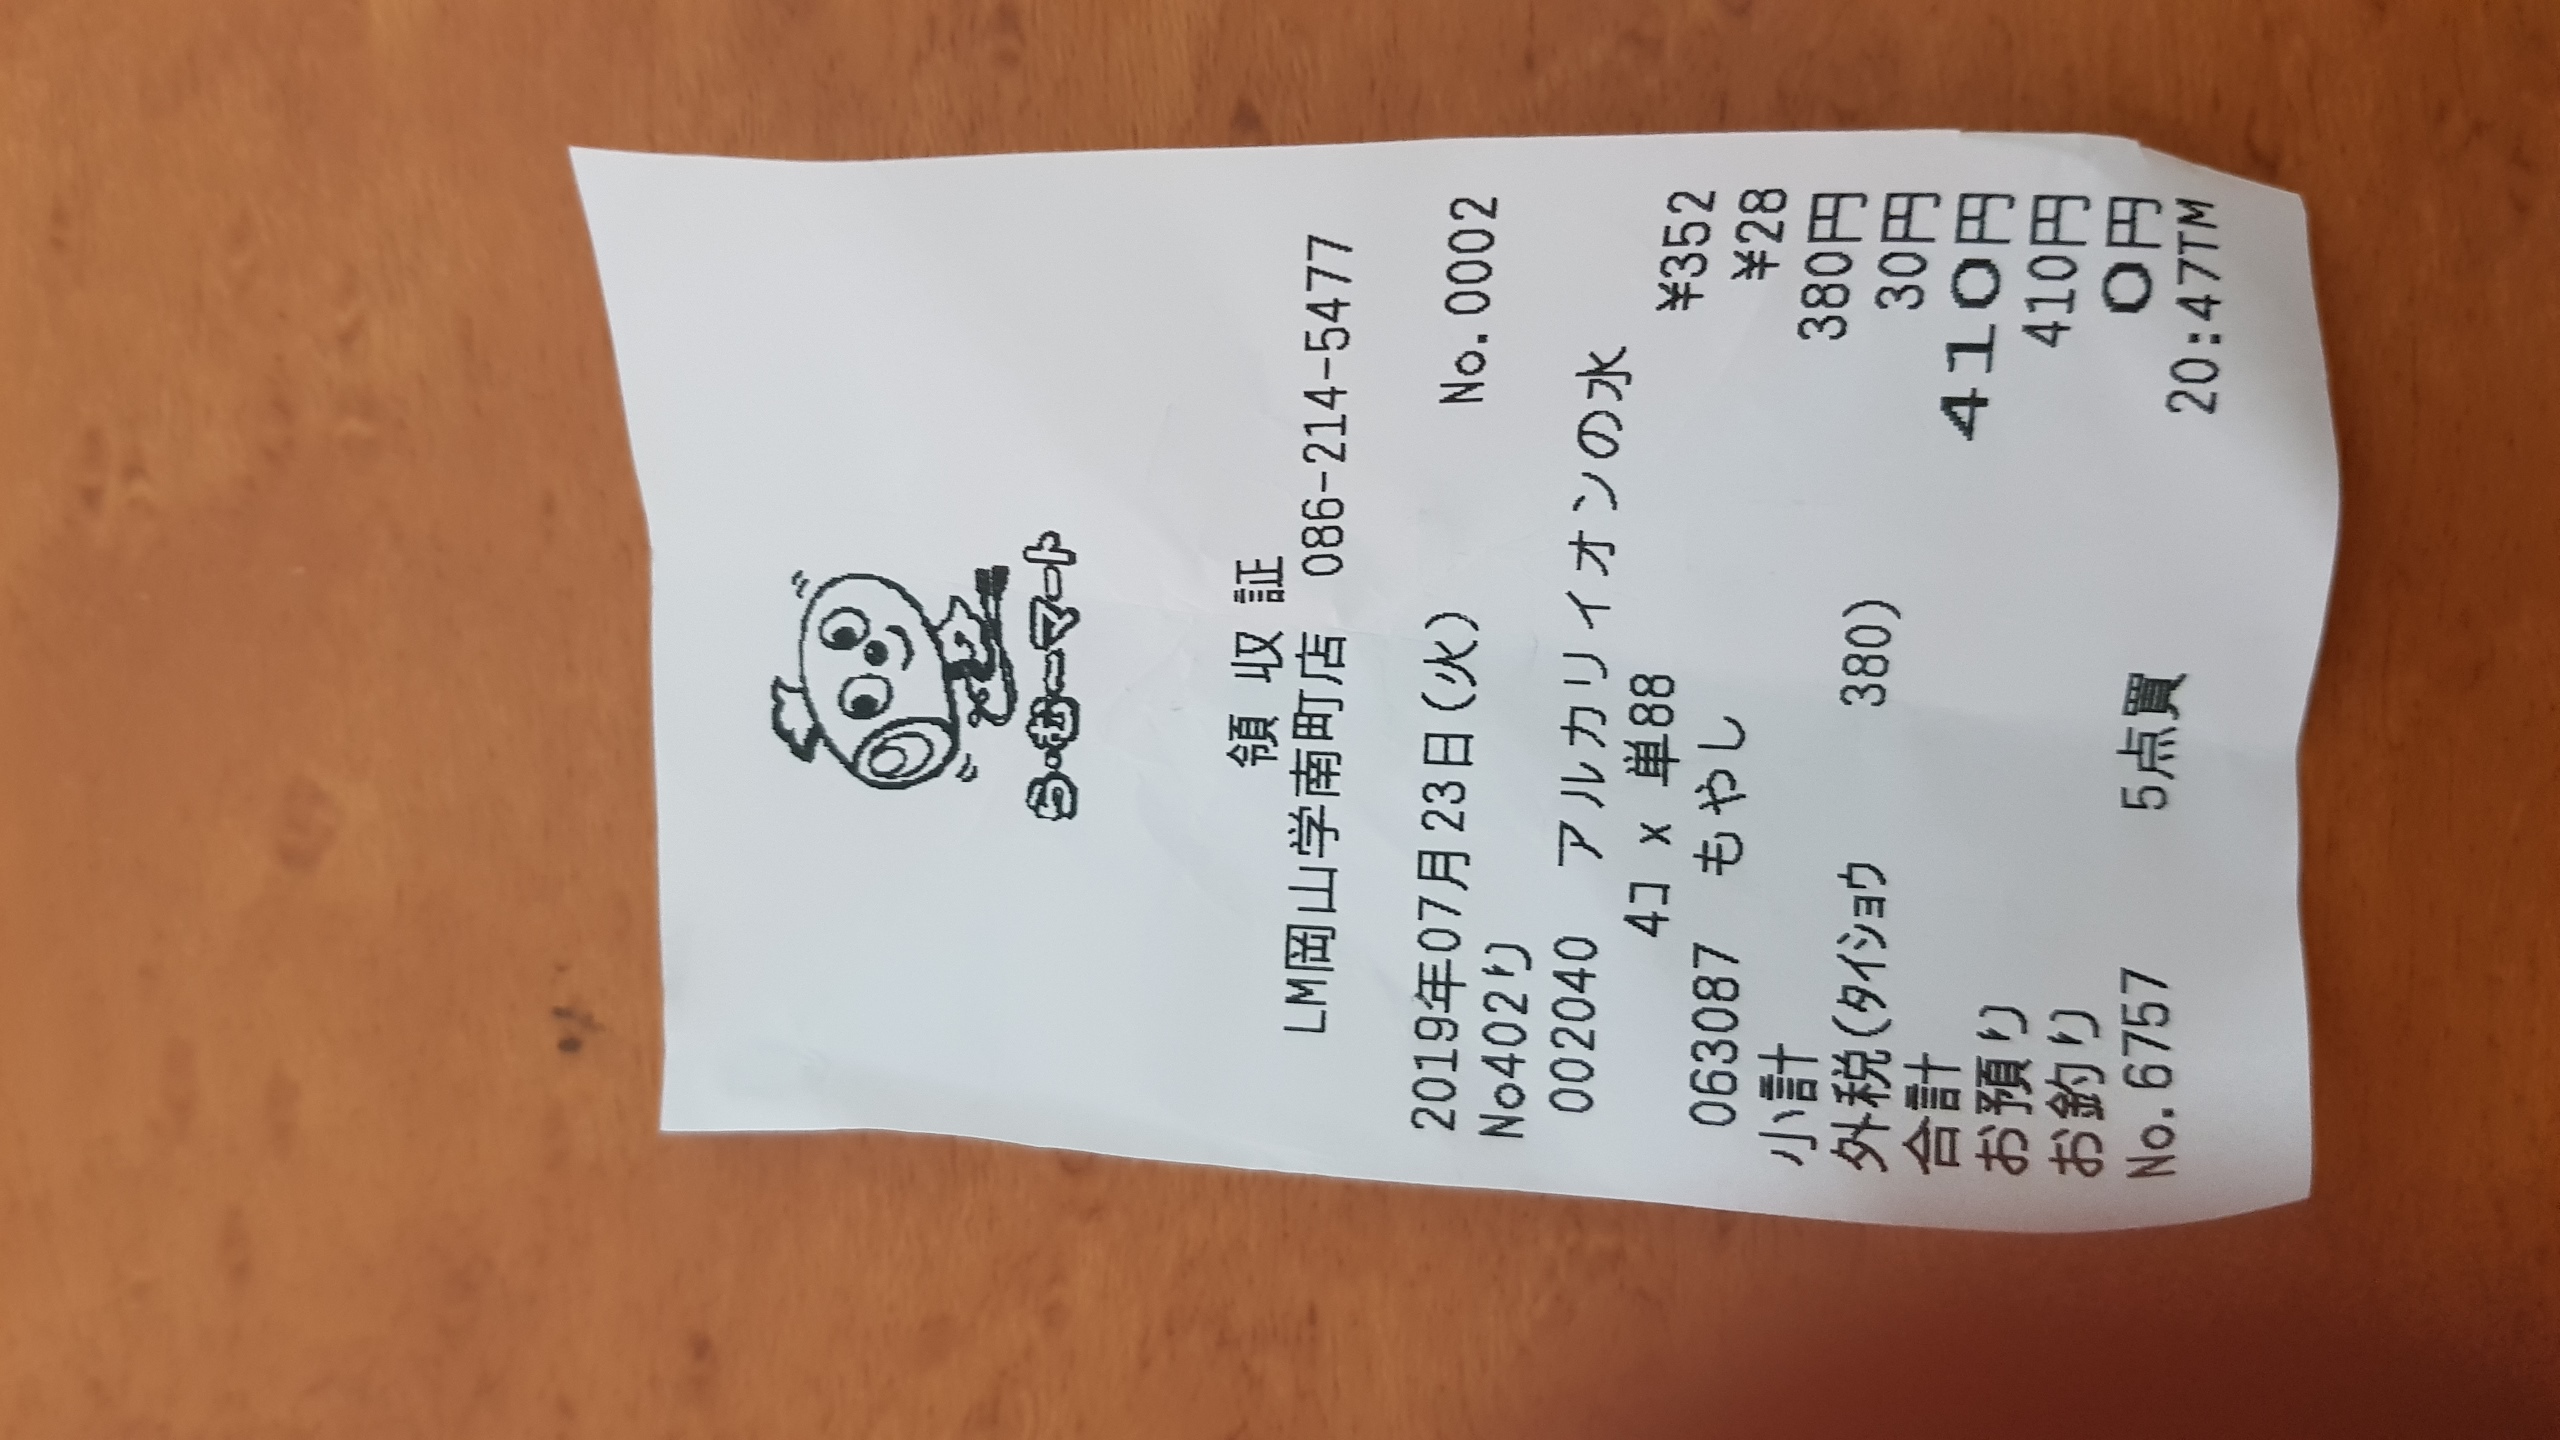 ら・む～マート
領収証
LM岡山学南町店 086-214-5477
2019年07月23日(火) No.0002
No402り
002040 アルカリイオンの水
4コ x 単88 ¥352
063087 もやし ¥28
小計 380円
外税(タイショウ 380) 30円
合計 410円
お預り 410円
お釣り 0円
No.6757 5点買 20:47TM